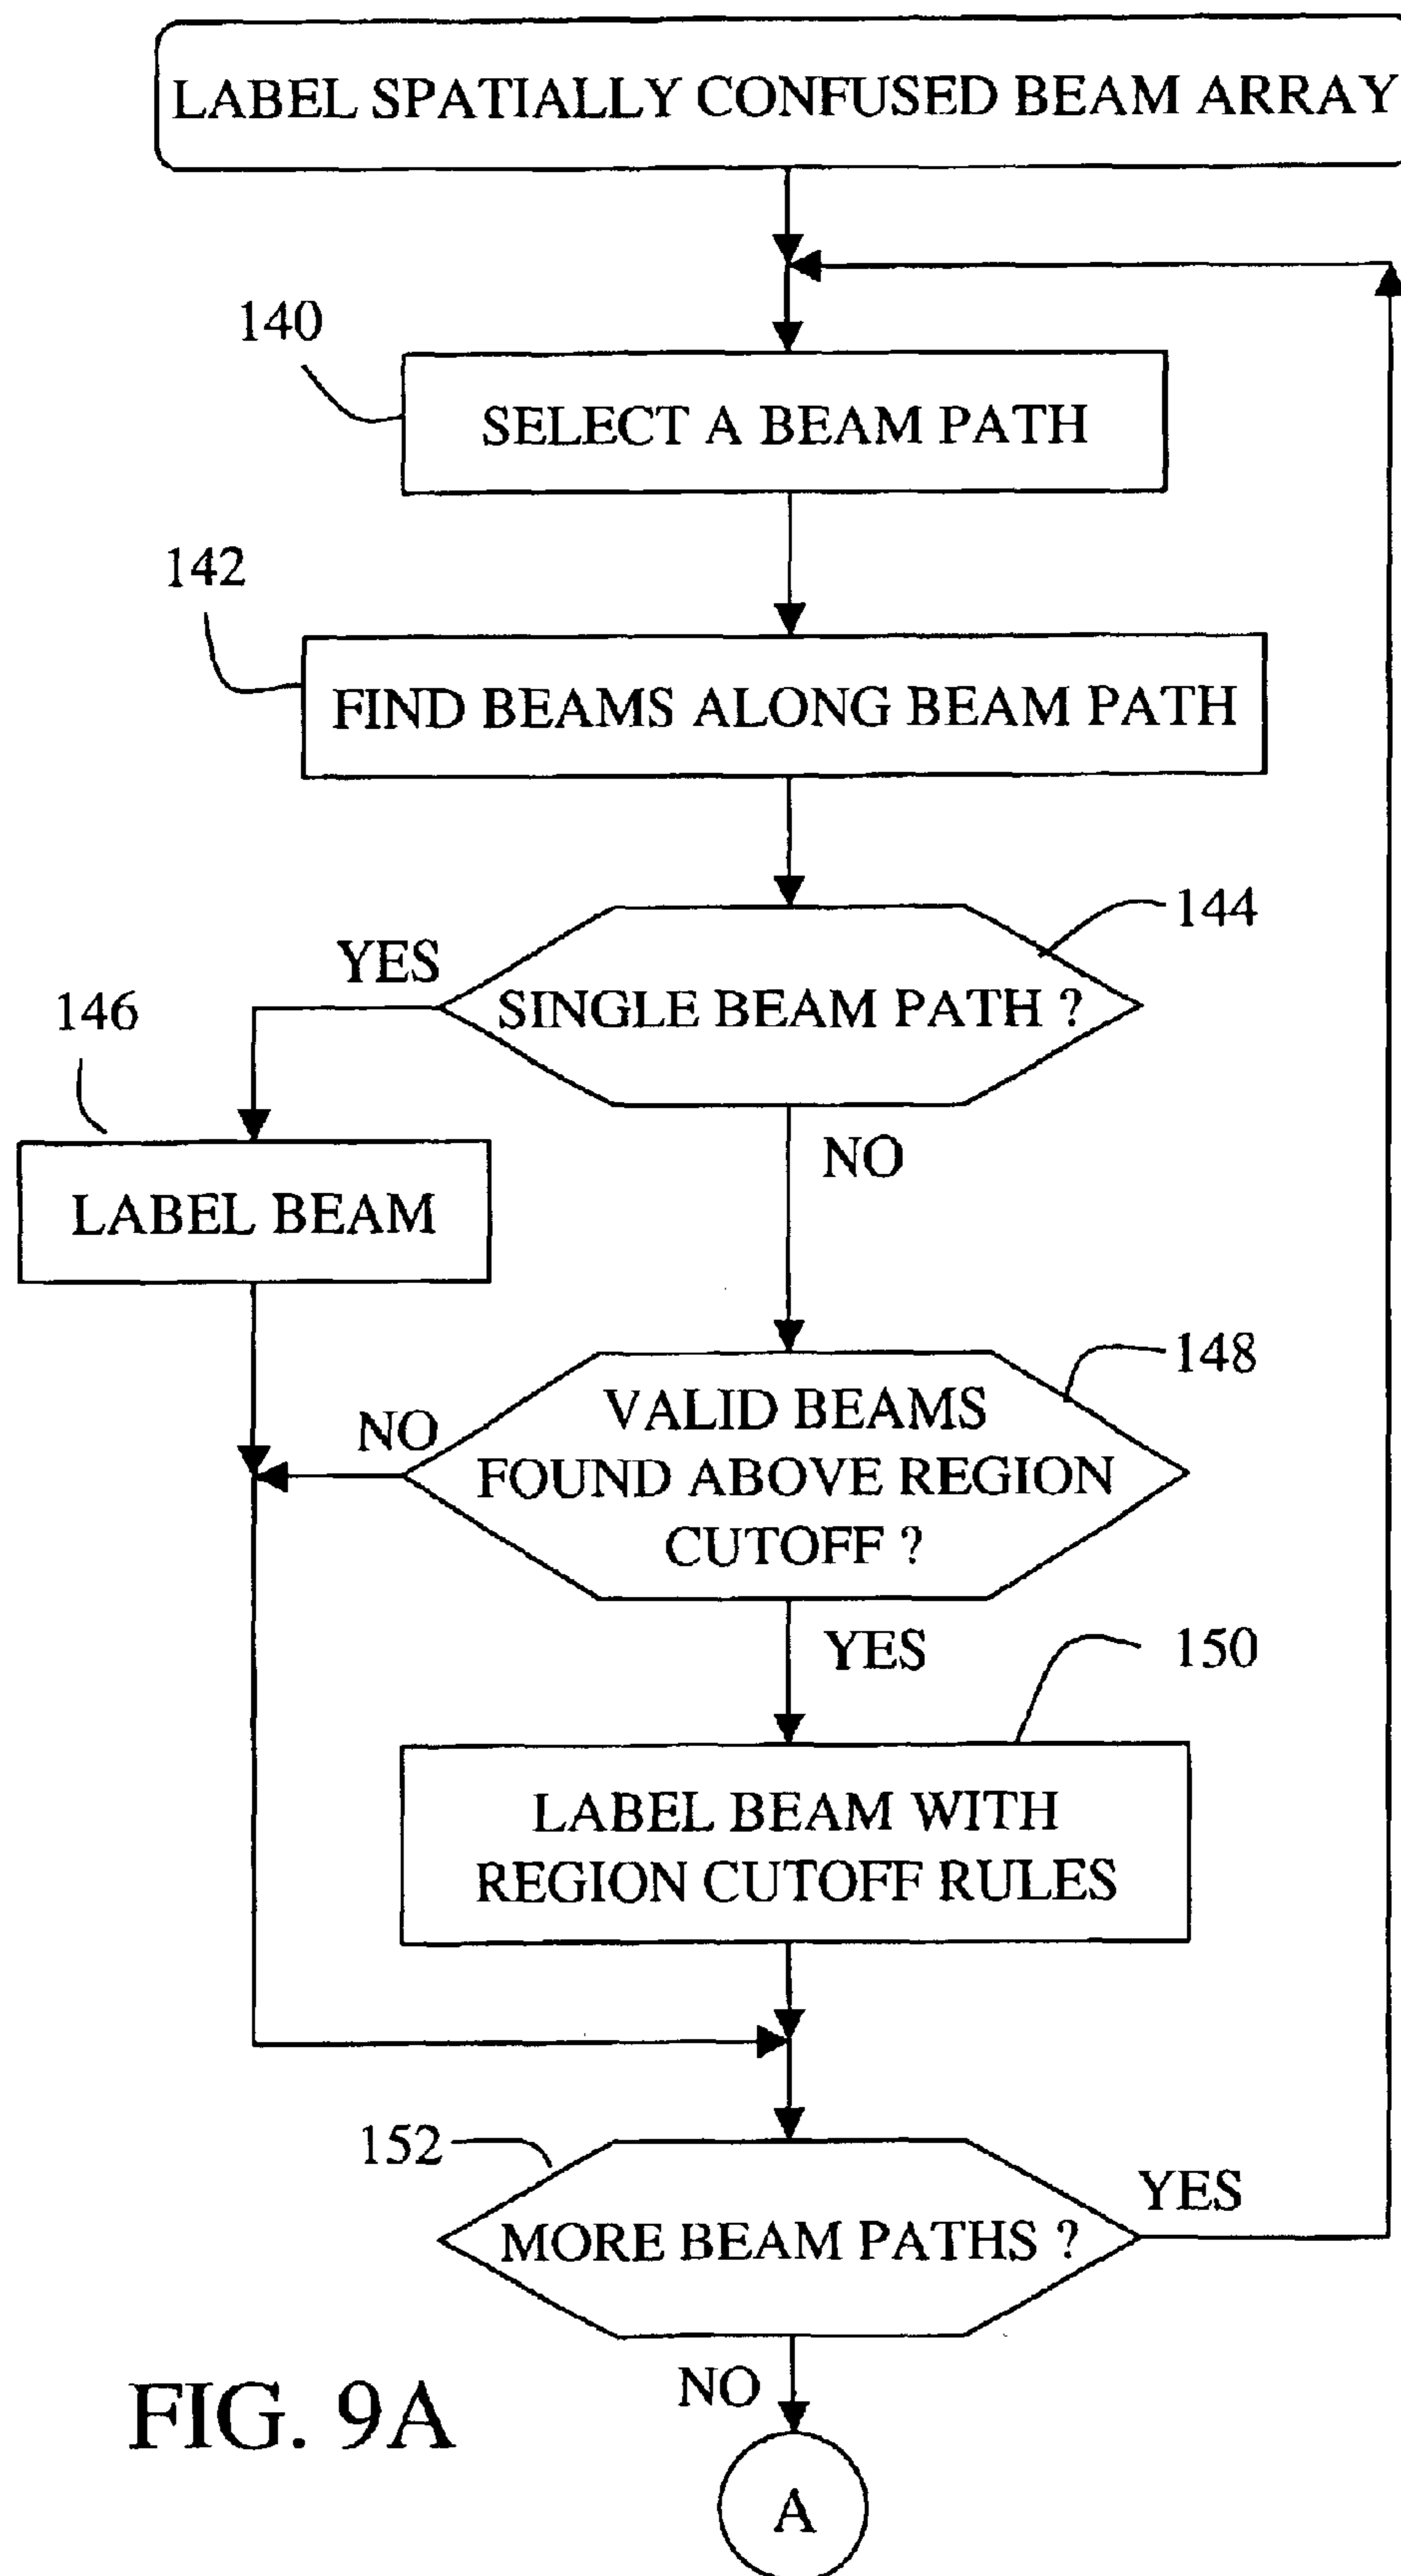 LABEL SPATIALLY CONFUSED BEAM ARRAY
140
SELECT A BEAM PATH
142
FIND BEAMS ALONG BEAM PATH
144
YES
SINGLE BEAM PATH ?
146
NO
LABEL BEAM
148
NO
VALID BEAMS
FOUND ABOVE REGION
CUTOFF ?
YES
150
LABEL BEAM WITH
REGION CUTOFF RULES
152
YES
MORE BEAM PATHS ?
NO
FIG. 9A
A